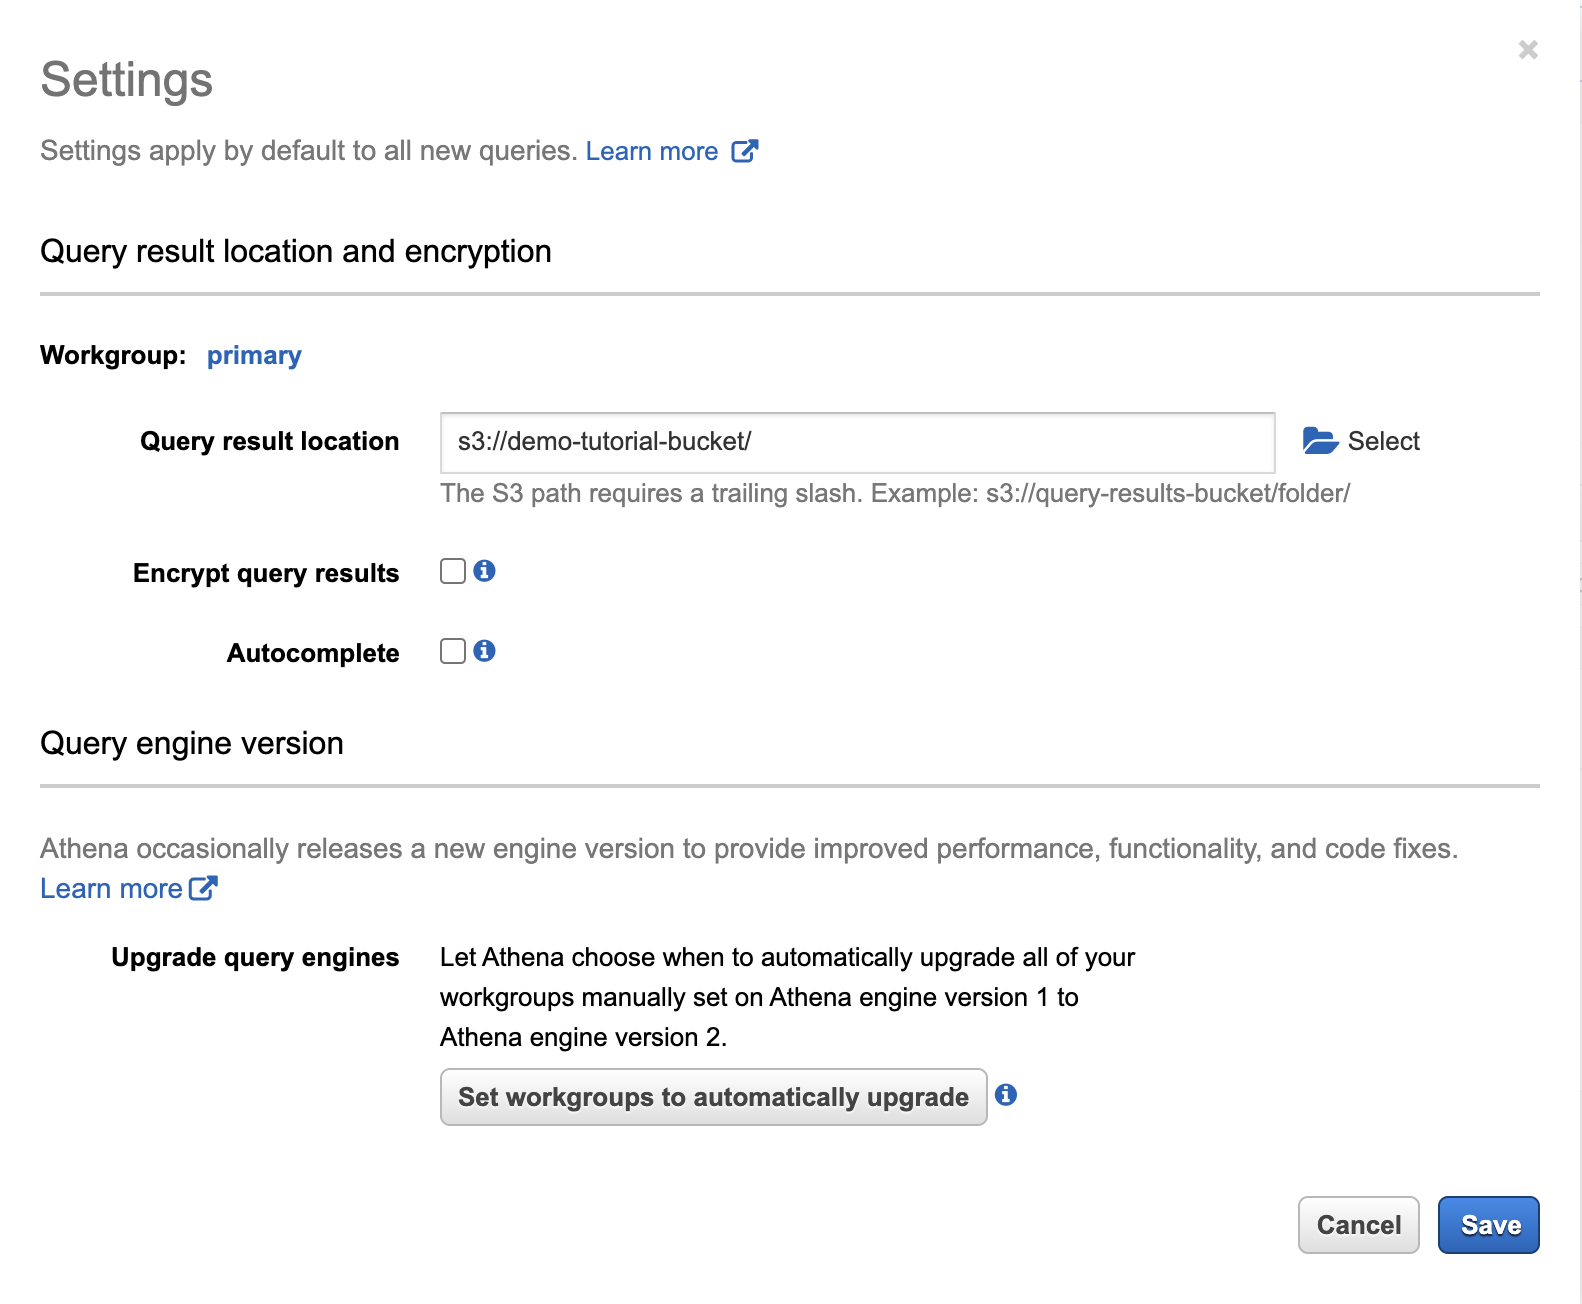 Settings
Settings apply by default to all new queries. Learn more
Query result location and encryption
Workgroup: primary
Query result location s3://demo-tutorial-bucket/ Select
The S3 path requires a trailing slash. Example: s3://query-results-bucket/folder/
Encrypt query results
Autocomplete
Query engine version
Athena occasionally releases a new engine version to provide improved performance, functionality, and code fixes.
Learn more
Upgrade query engines Let Athena choose when to automatically upgrade all of your
workgroups manually set on Athena engine version 1 to
Athena engine version 2.
Set workgroups to automatically upgrade
Cancel Save